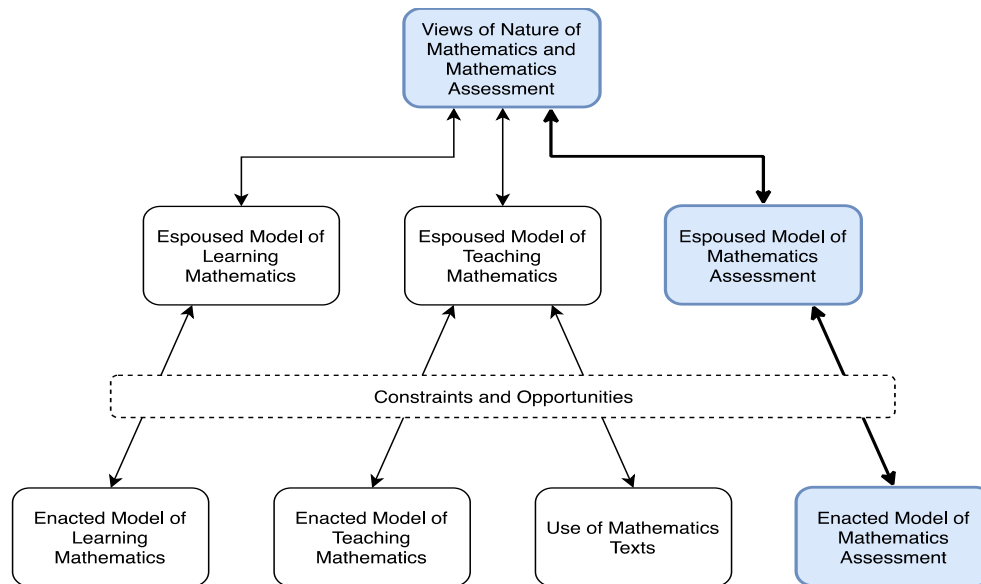 Views of Nature of
Mathematics and
Mathematics
Assessment
Espoused Model of
Learning
Mathematics
Espoused Model of
Teaching
Mathematics
Espoused Model of
Mathematics
Assessment
Constraints and Opportunities
Enacted Model of
Learning
Mathematics
Enacted Model of
Teaching
Mathematics
Use of Mathematics
Texts
Enacted Model of
Mathematics
Assessment